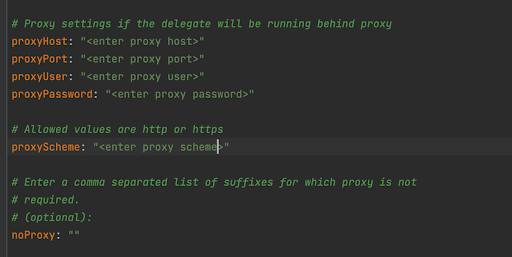 # Proxy settings if the delegate will be running behind proxy
proxyHost: "<enter proxy host>"
proxyPort: "<enter proxy port>"
proxyUser: "<enter proxy user>"
proxyPassword: "<enter proxy password>"
# Allowed values are http or https
proxyScheme: "<enter proxy scheme>"
# Enter a comma separated list of suffixes for which proxy is not
# required.
# (optional):
noProxy: ""